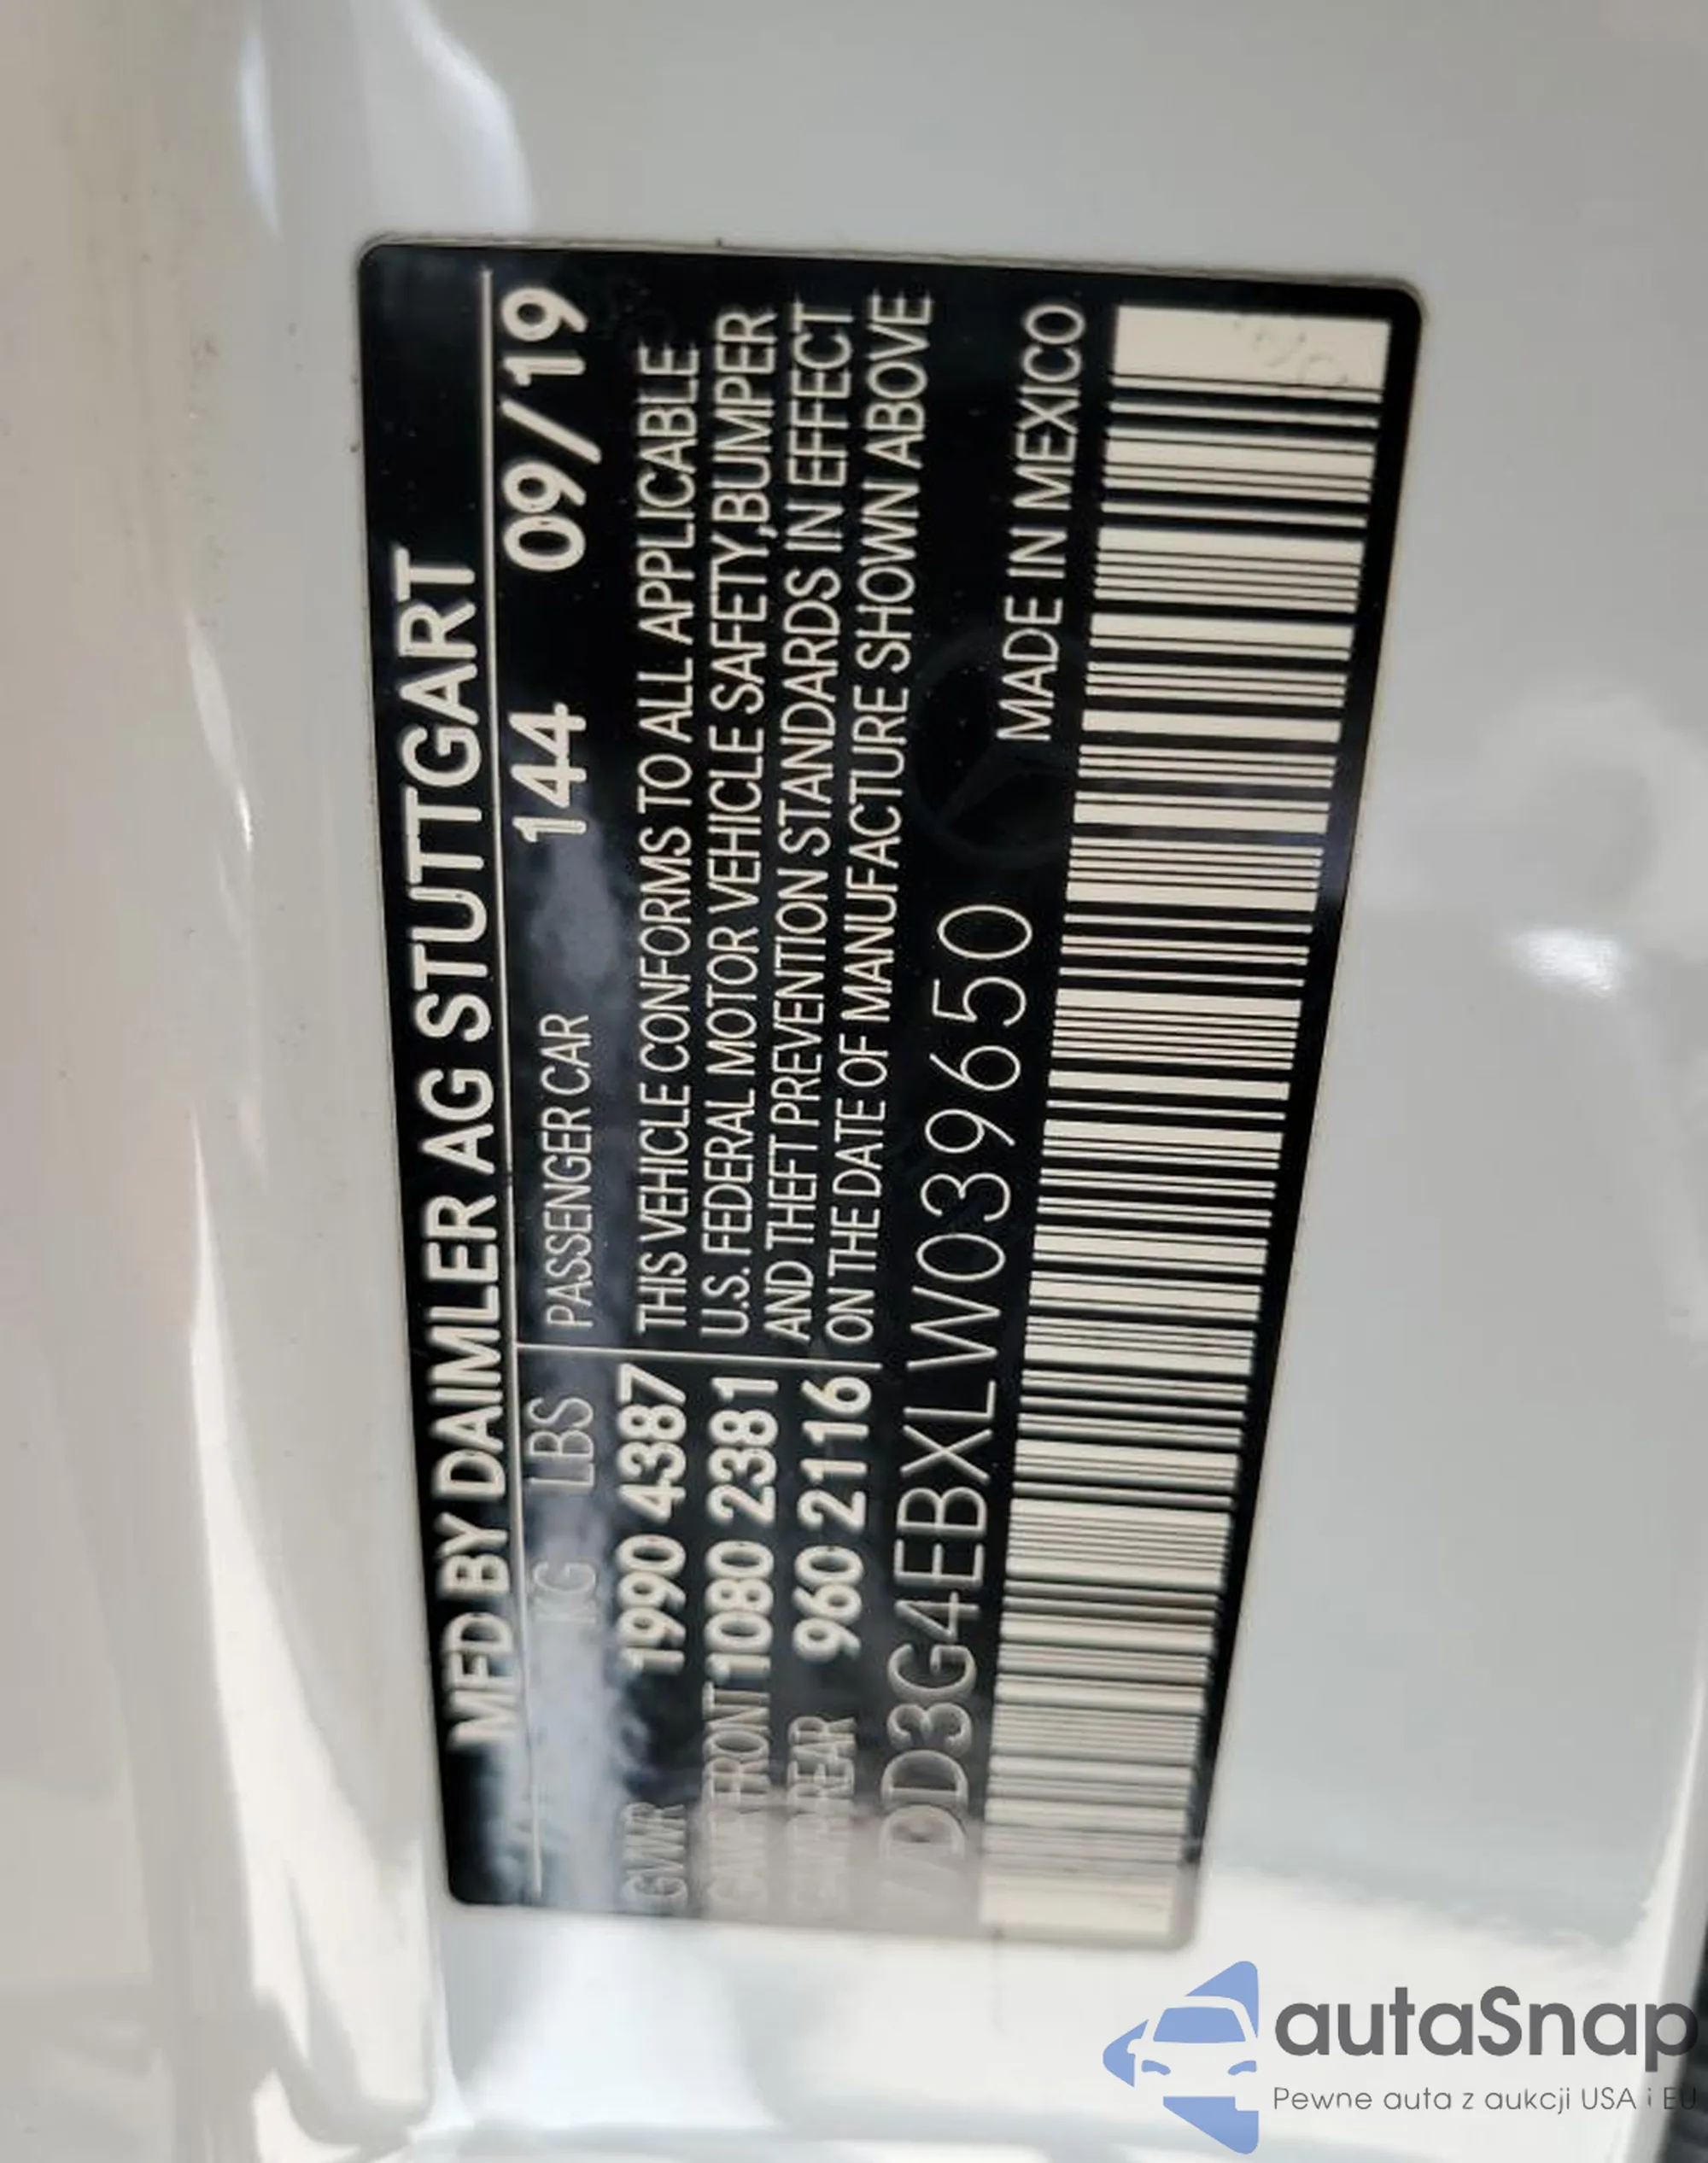 MFD BY DAIMLER AG STUTTGART
KG LBS PASSENGER CAR 144 09/19
GVWR 1990 4387 THIS VEHICLE CONFORMS TO ALL APPLICABLE
GAWR FRONT 1080 2381 U.S. FEDERAL MOTOR VEHICLE SAFETY,BUMPER
GAWR REAR 960 2116 AND THEFT PREVENTION STANDARDS IN EFFECT
ON THE DATE OF MANUFACTURE SHOWN ABOVE
DD3G4EBXLW039650 MADE IN MEXICO
autaSnap
Pewne auta z aukcji USA i EU